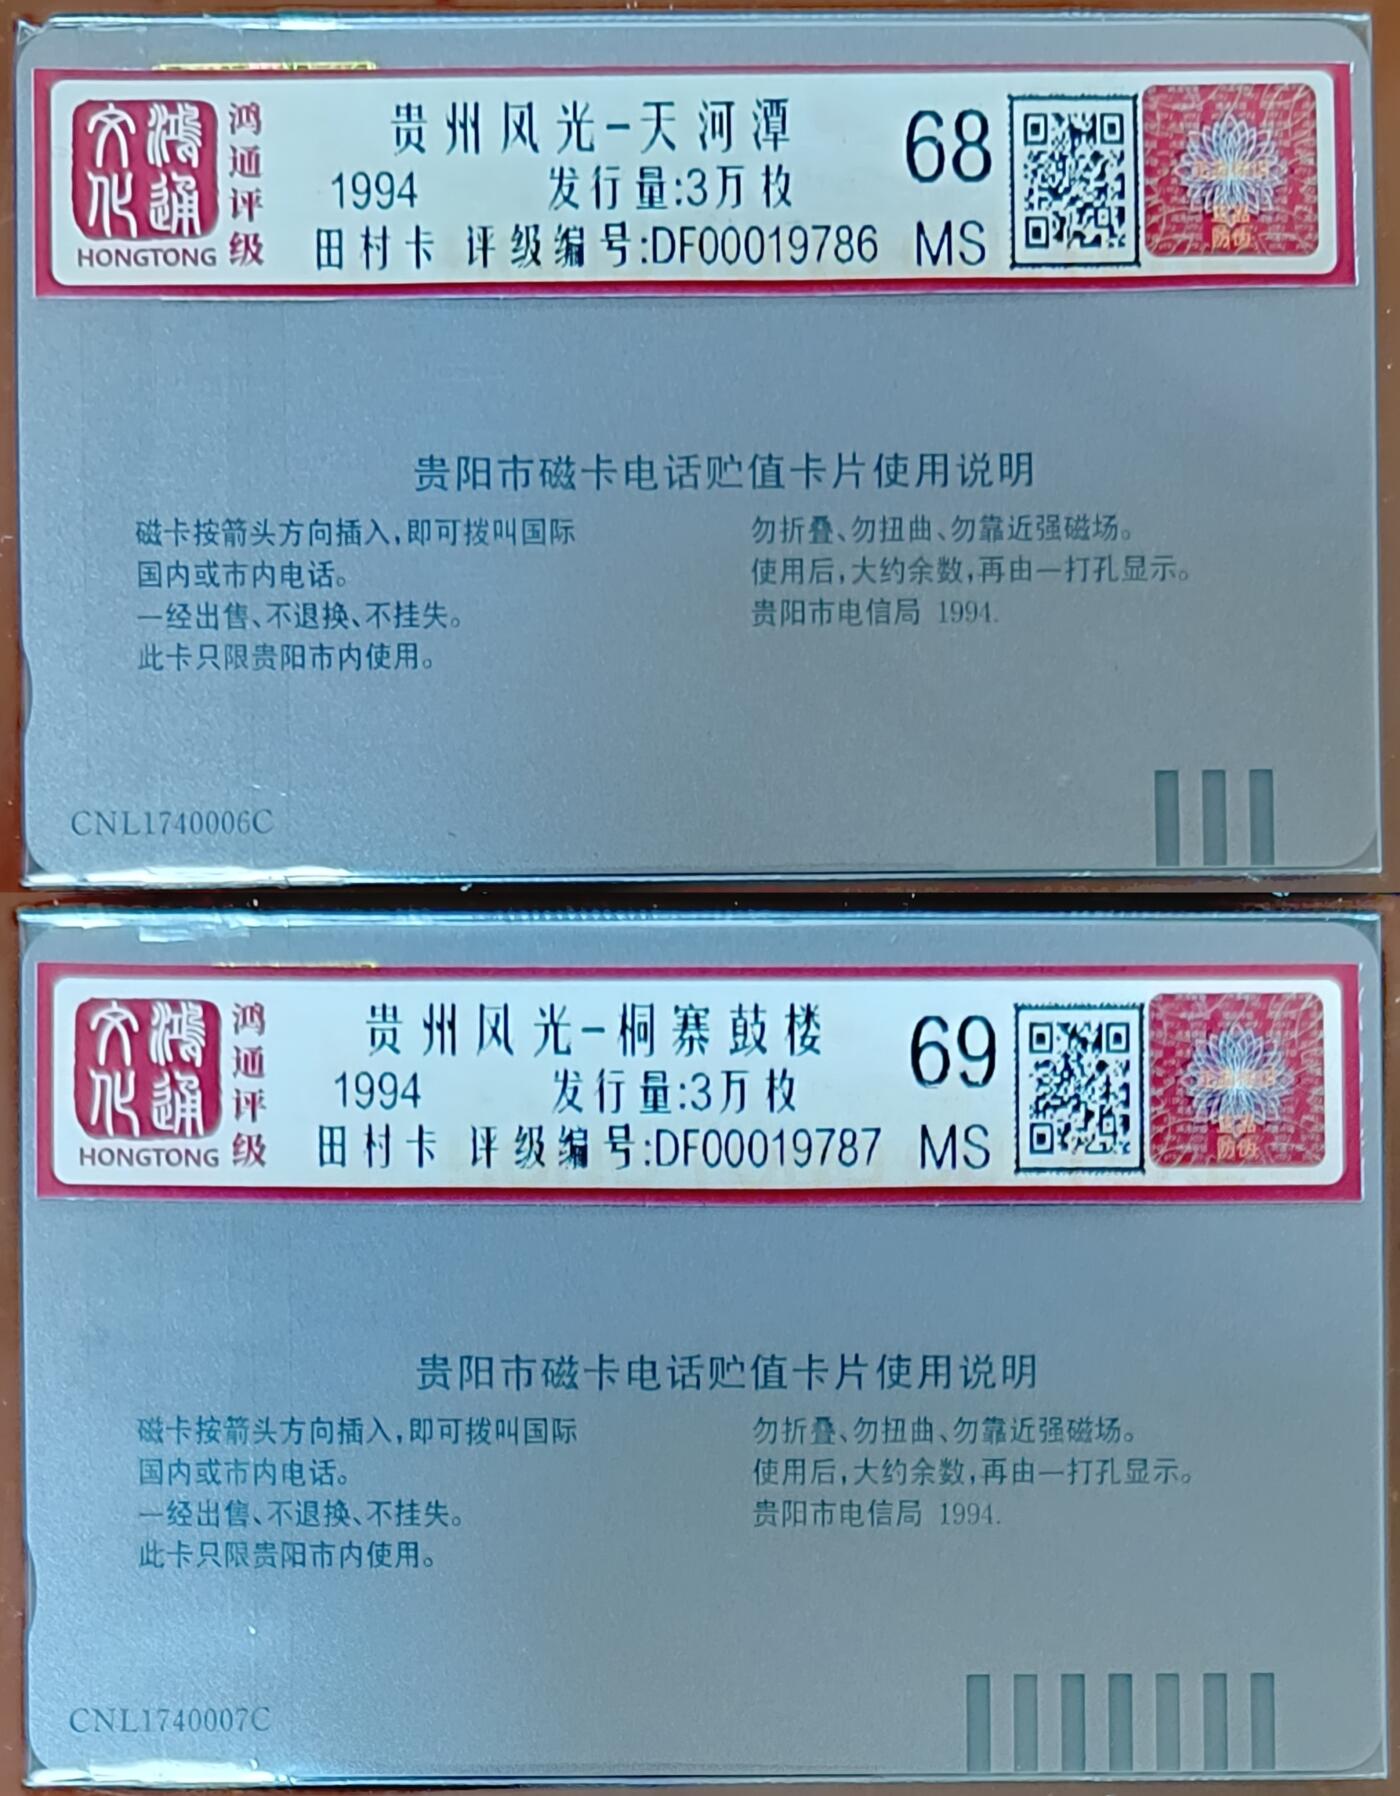 文鸿
化通
HONGTONG
鸿通评级
贵州风光-天河潭
1994 发行量:3万枚
田村卡 评级编号:DF00019786
68
MS
防伪
贵阳市磁卡电话贮值卡片使用说明
磁卡按箭头方向插入,即可拨叫国际
国内或市内电话。
一经出售、不退换、不挂失。
此卡只限贵阳市内使用。
勿折叠、勿扭曲、勿靠近强磁场。
使用后,大约余数,再由一打孔显示。
贵阳市电信局 1994.
CNL1740006C
文鸿
化通
HONGTONG
鸿通评级
贵州风光-桐寨鼓楼
1994 发行量:3万枚
田村卡 评级编号:DF00019787
69
MS
防伪
贵阳市磁卡电话贮值卡片使用说明
磁卡按箭头方向插入,即可拨叫国际
国内或市内电话。
一经出售、不退换、不挂失。
此卡只限贵阳市内使用。
勿折叠、勿扭曲、勿靠近强磁场。
使用后,大约余数,再由一打孔显示。
贵阳市电信局 1994.
CNL1740007C